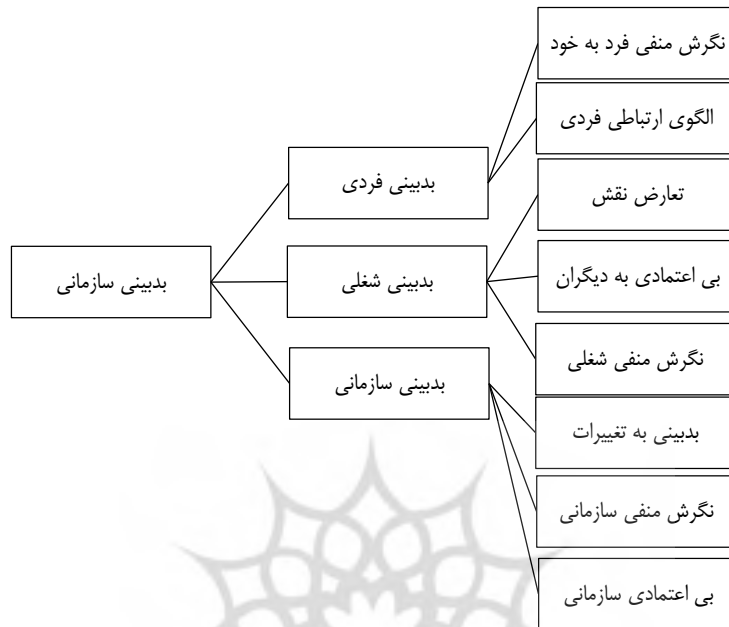 نگرش منفی فرد به خود
الگوی ارتباطی فردی
بدبینی فردی
تعارض نقش
بی اعتمادی به دیگران
بدبینی شغلی
بدبینی سازمانی
نگرش منفی شغلی
بدبینی سازمانی
بدبینی به تغییرات
نگرش منفی سازمانی
بی اعتمادی سازمانی